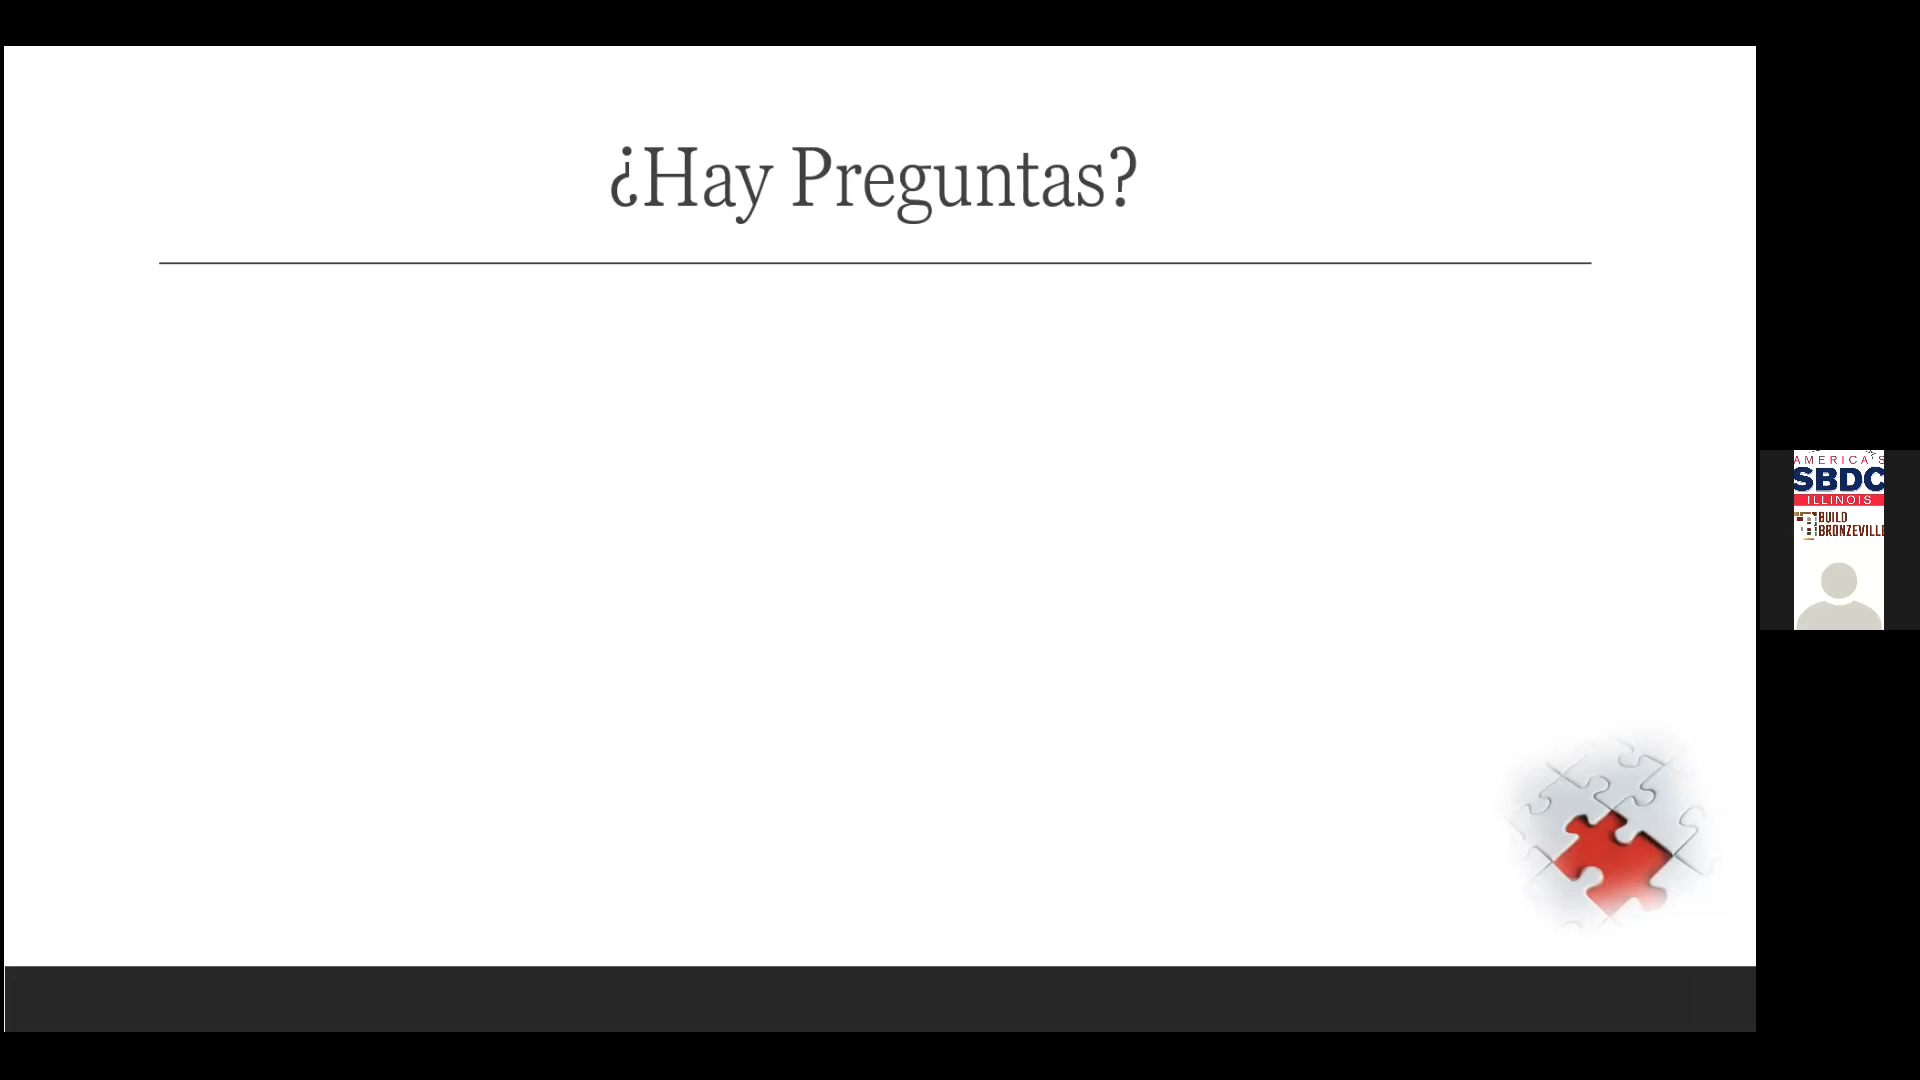 ¿Hay Preguntas?
AMERICA'S
SBDC
ILLINOIS
BUILD
BRONZEVILLE